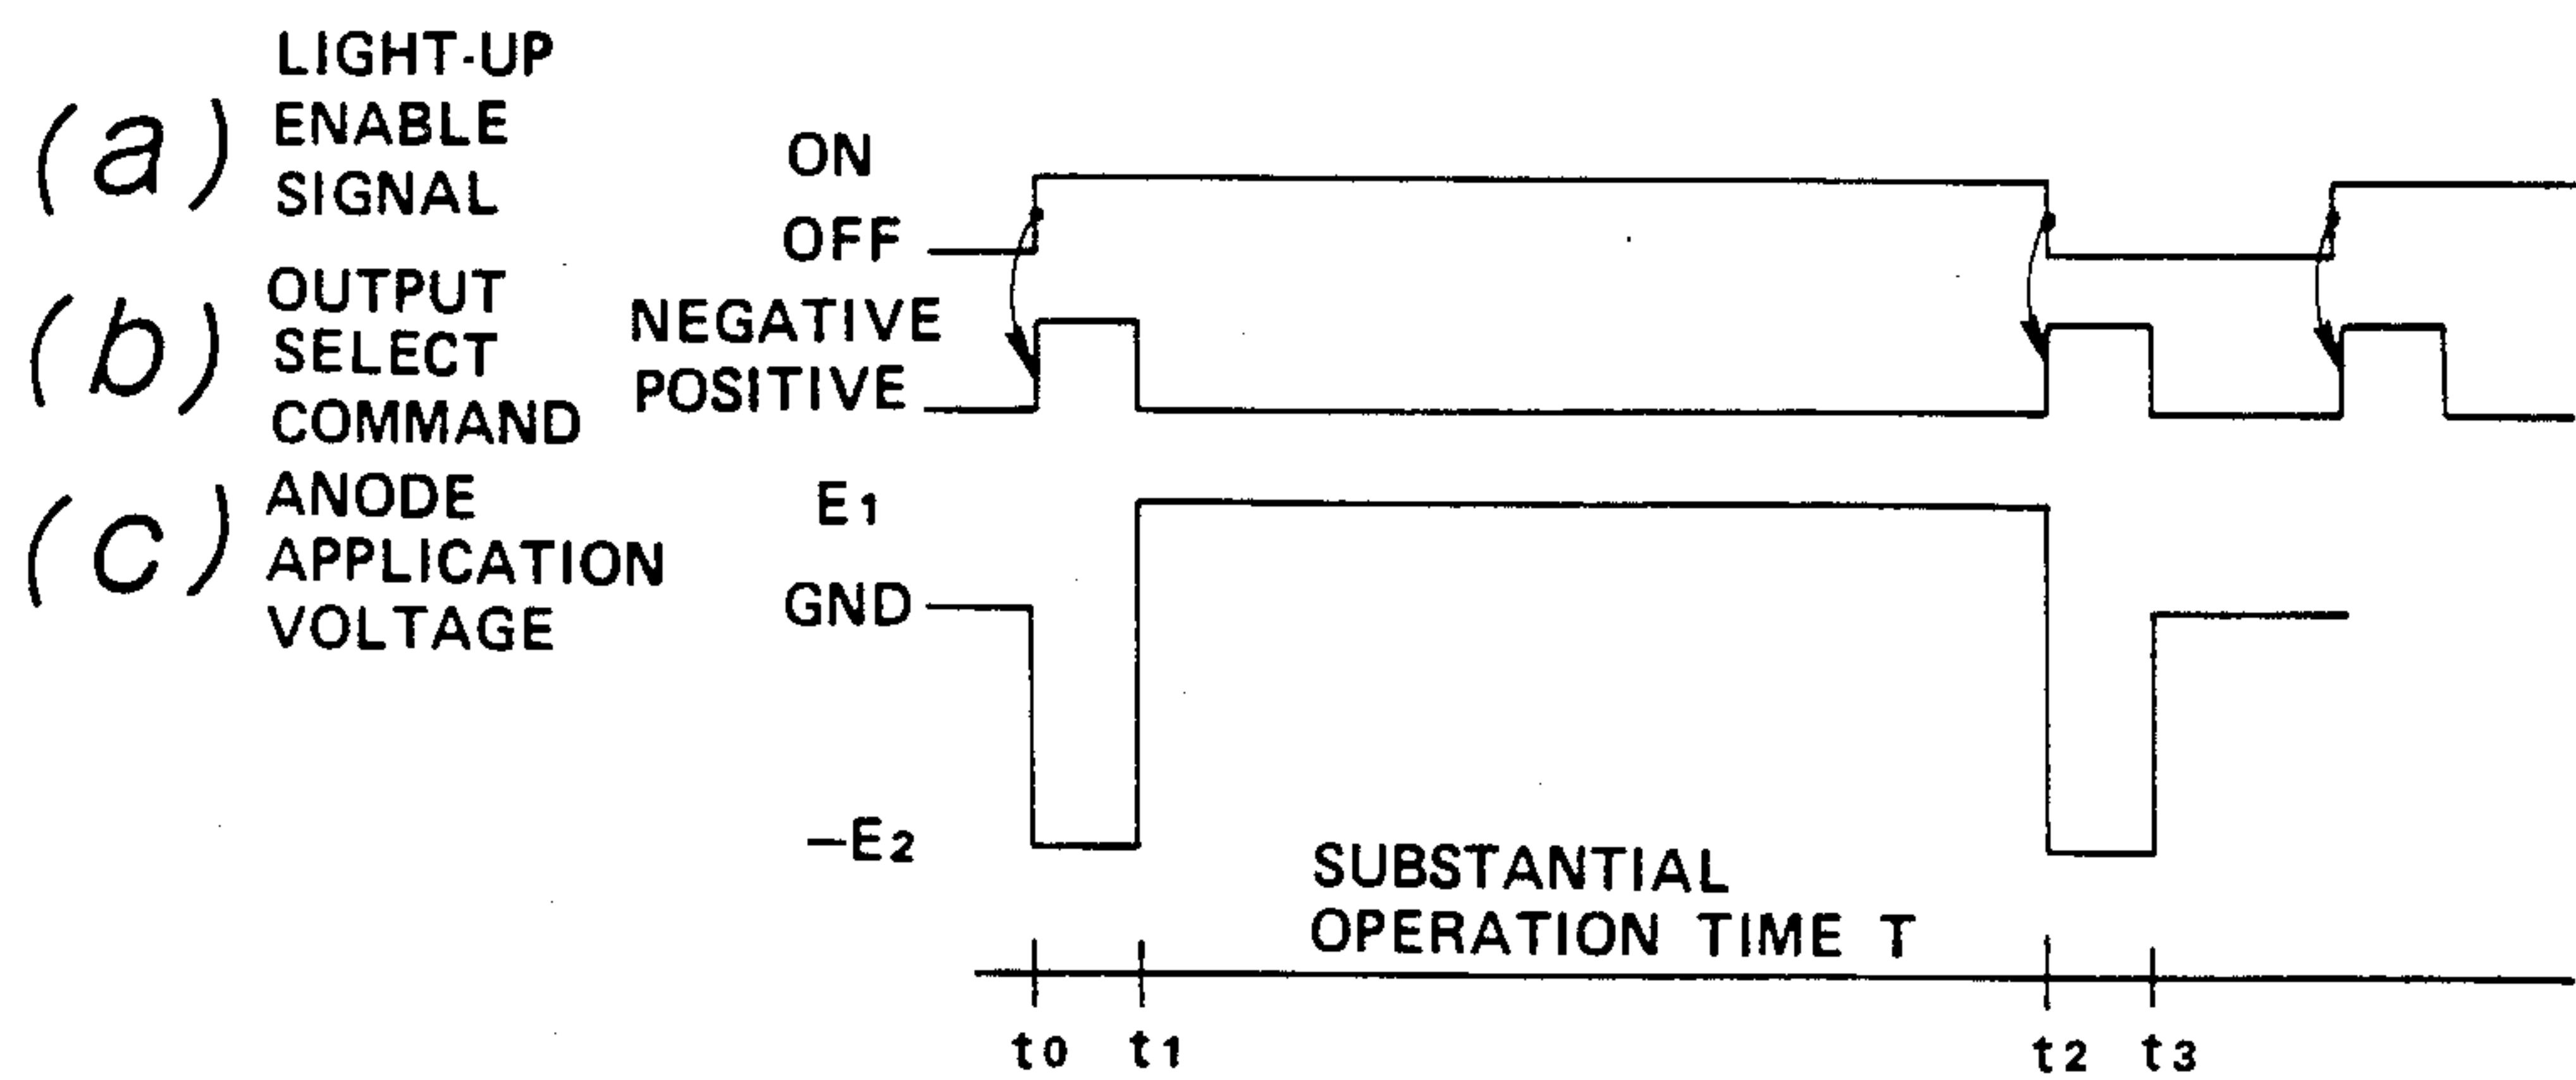 (a)
LIGHT-UP
ENABLE
SIGNAL
ON
OFF
(b)
OUTPUT
SELECT
COMMAND
NEGATIVE
POSITIVE
(c)
ANODE
APPLICATION
VOLTAGE
E1
GND
-E2
SUBSTANTIAL
OPERATION TIME T
t0 t1 t2 t3